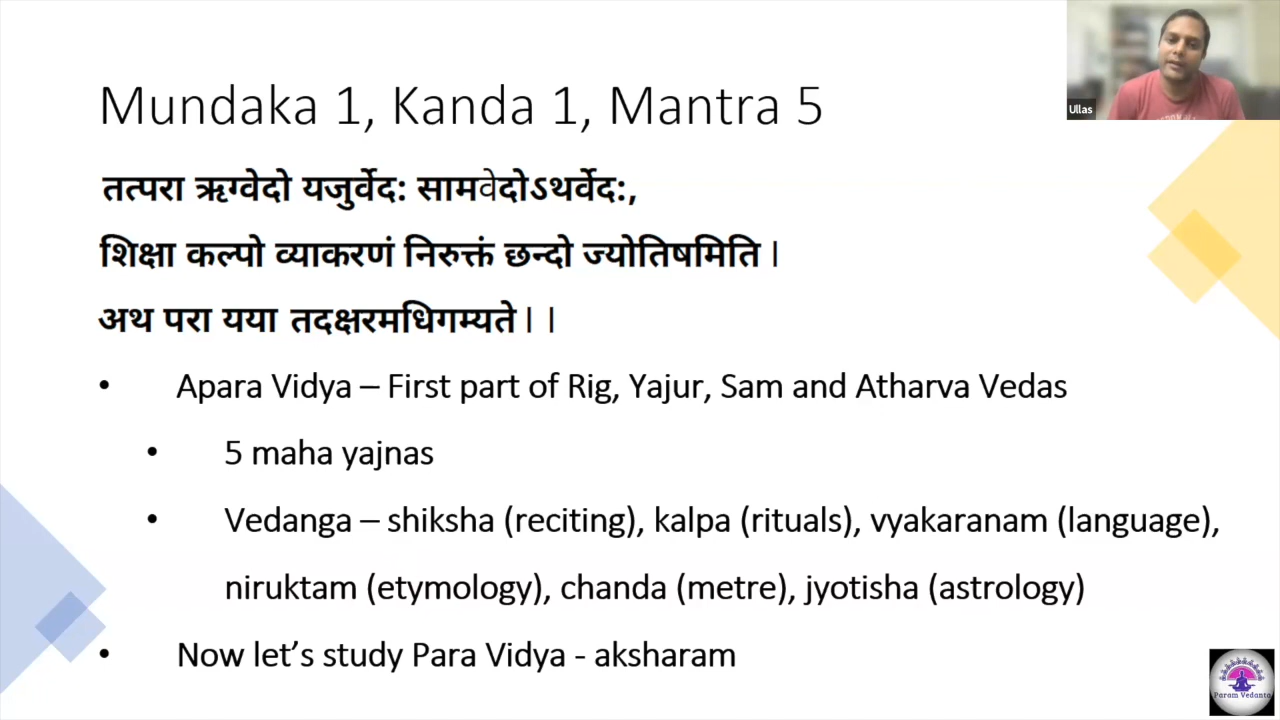 Mundaka 1, Kanda 1, Mantra 5
Ullas
तत्परा ऋग्वेदो यजुर्वेद: सामवेदोऽथर्वेद:,
शिक्षा कल्पो व्याकरणं निरुक्तं छन्दो ज्योतिषमिति |
अथ परा यया तदक्षरमधिगम्यते | |
• Apara Vidya – First part of Rig, Yajur, Sam and Atharva Vedas
• 5 maha yajnas
• Vedanga – shiksha (reciting), kalpa (rituals), vyakaranam (language),
niruktam (etymology), chanda (metre), jyotisha (astrology)
• Now let’s study Para Vidya - aksharam
Param Vedanta